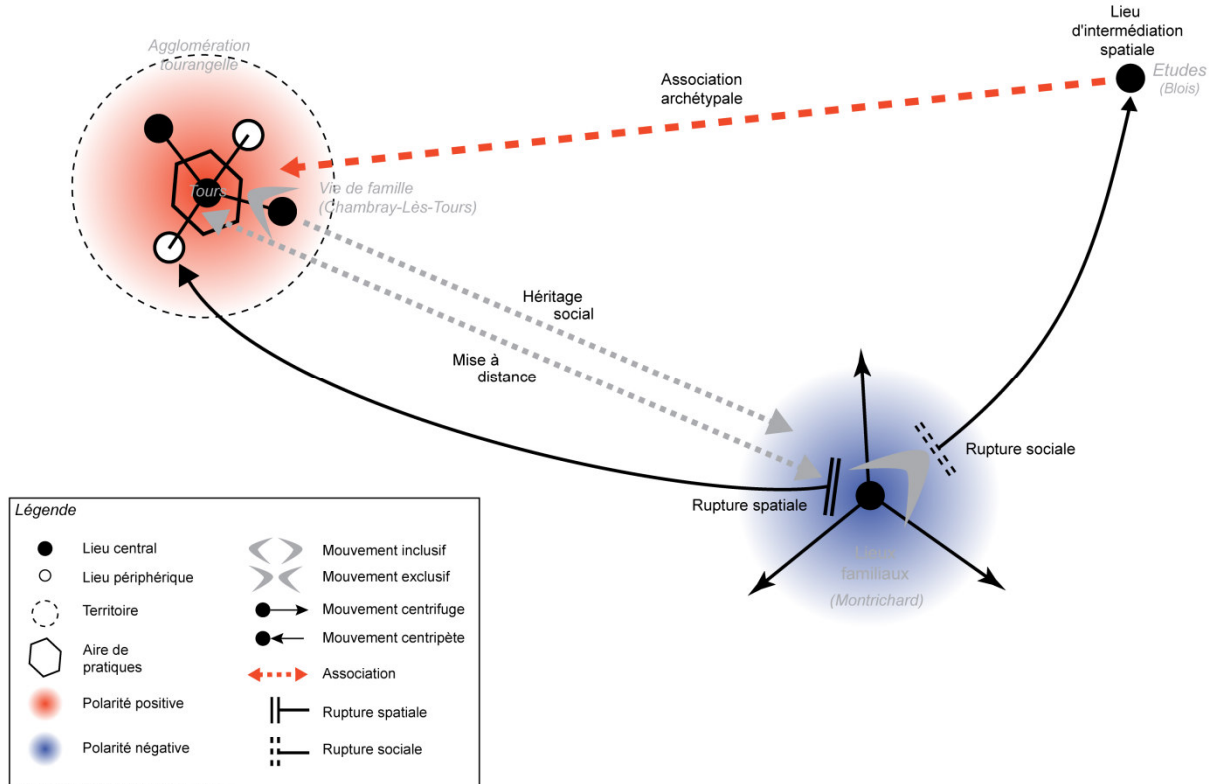 Lieu
d'intermédiation
spatiale
Etudes
(Blois)
Agglomération
tourangelle
Association
archétypale
Tours
Vie de famille
(Chambray-Lès-Tours)
Héritage
social
Mise à
distance
Rupture sociale
Rupture spatiale
Lieux
familiaux
(Montrichard)
Légende
Lieu central
Lieu périphérique
Territoire
Aire de
pratiques
Polarité positive
Polarité négative
Mouvement inclusif
Mouvement exclusif
Mouvement centrifuge
Mouvement centripète
Association
Rupture spatiale
Rupture sociale